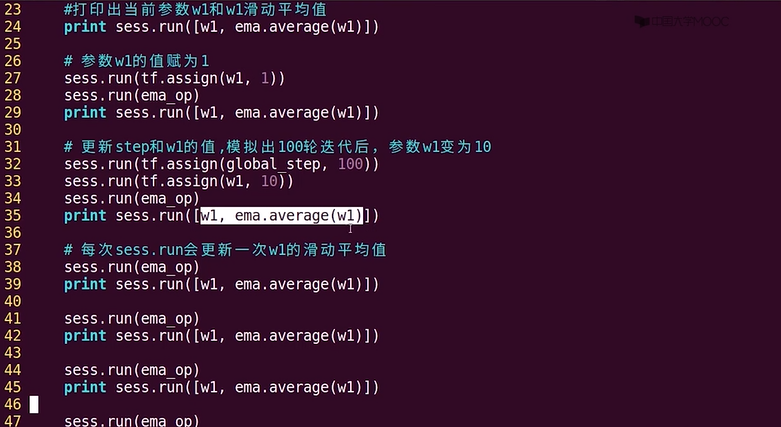 23 #打印出当前参数w1和w1滑动平均值
24 print sess.run([w1, ema.average(w1)])
25
26 # 参数w1的值赋为1
27 sess.run(tf.assign(w1, 1))
28 sess.run(ema_op)
29 print sess.run([w1, ema.average(w1)])
30
31 # 更新step和w1的值,模拟出100轮迭代后，参数w1变为10
32 sess.run(tf.assign(global_step, 100))
33 sess.run(tf.assign(w1, 10))
34 sess.run(ema_op)
35 print sess.run([w1, ema.average(w1)])
36
37 # 每次sess.run会更新一次w1的滑动平均值
38 sess.run(ema_op)
39 print sess.run([w1, ema.average(w1)])
40
41 sess.run(ema_op)
42 print sess.run([w1, ema.average(w1)])
43
44 sess.run(ema_op)
45 print sess.run([w1, ema.average(w1)])
46
47 sess.run(ema_op)